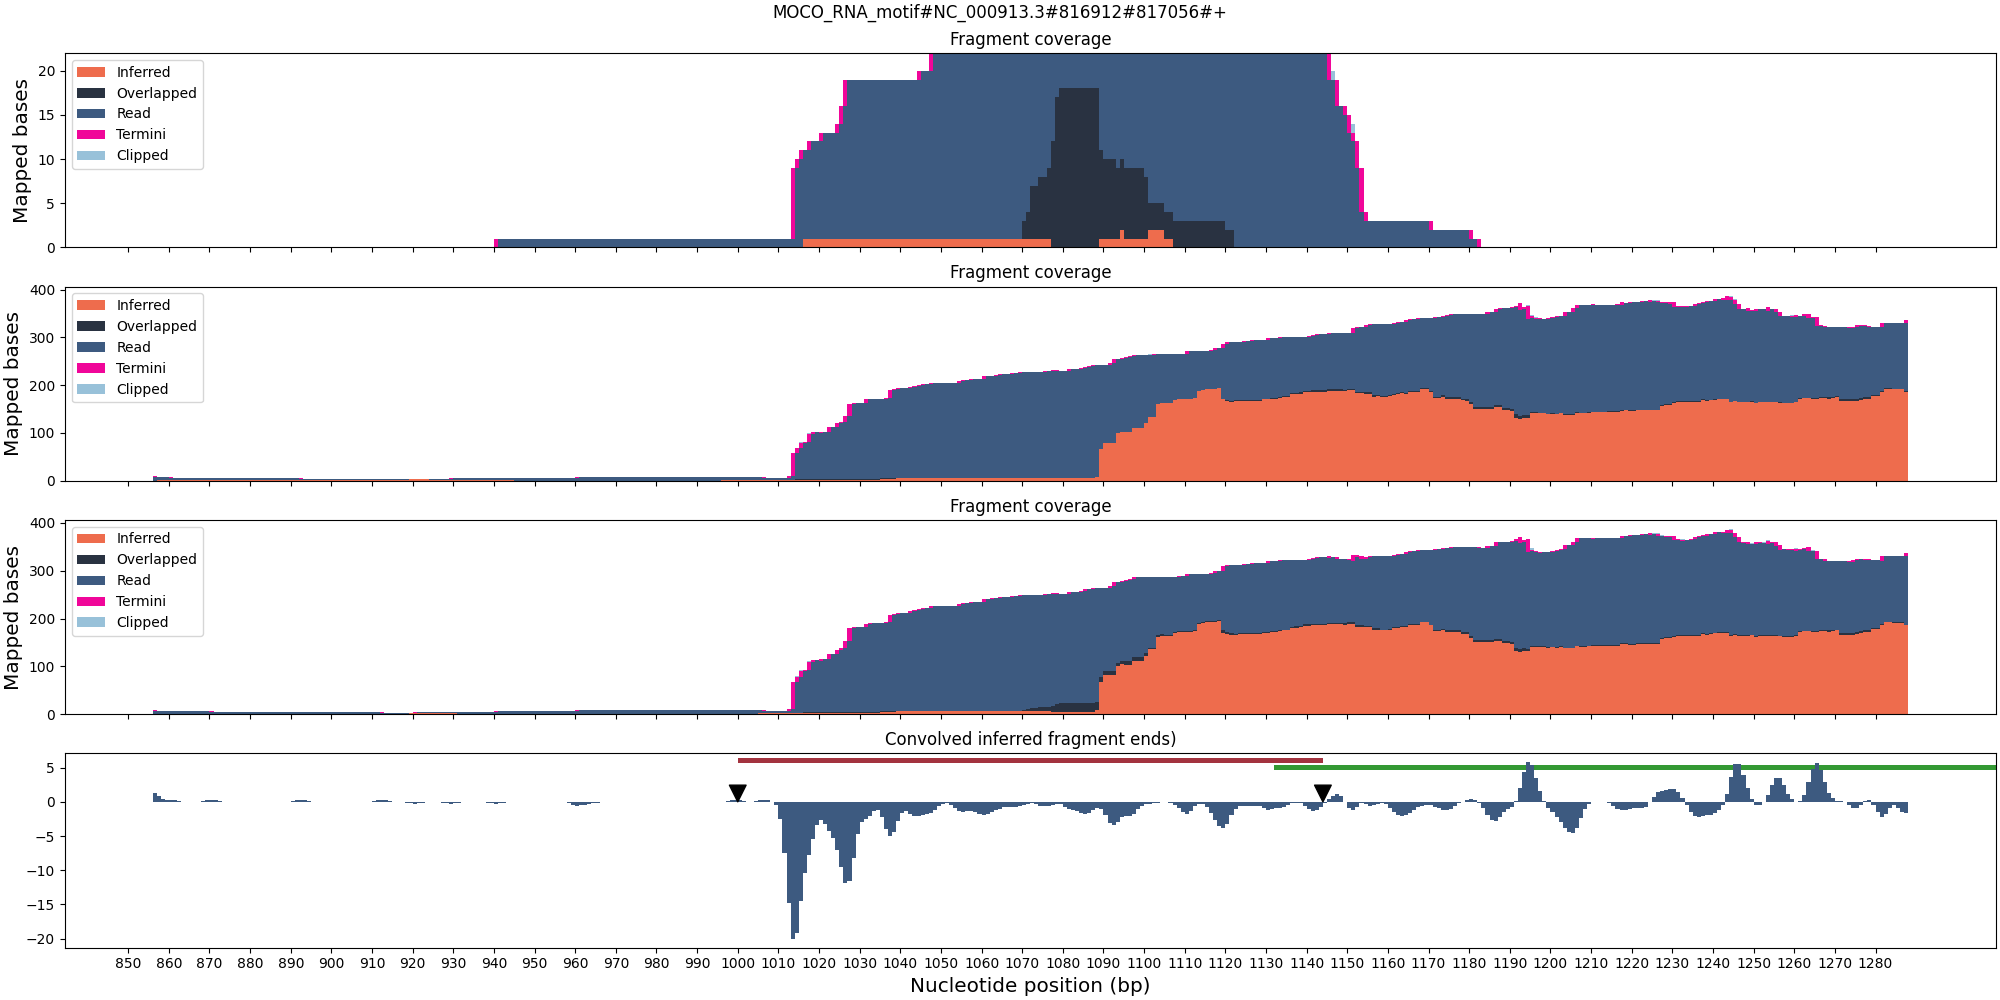 MOCO_RNA_motif#NC_000913.3#816912#817056#+
Fragment coverage
Mapped bases
20
15
10
5
0
Inferred
Overlapped
Read
Termini
Clipped
Fragment coverage
Mapped bases
400
300
200
100
0
Inferred
Overlapped
Read
Termini
Clipped
Fragment coverage
Mapped bases
400
300
200
100
0
Inferred
Overlapped
Read
Termini
Clipped
Convolved inferred fragment ends)
5
0
−5
−10
−15
−20
850 860 870 880 890 900 910 920 930 940 950 960 970 980 990 1000 1010 1020 1030 1040 1050 1060 1070 1080 1090 1100 1110 1120 1130 1140 1150 1160 1170 1180 1190 1200 1210 1220 1230 1240 1250 1260 1270 1280
Nucleotide position (bp)